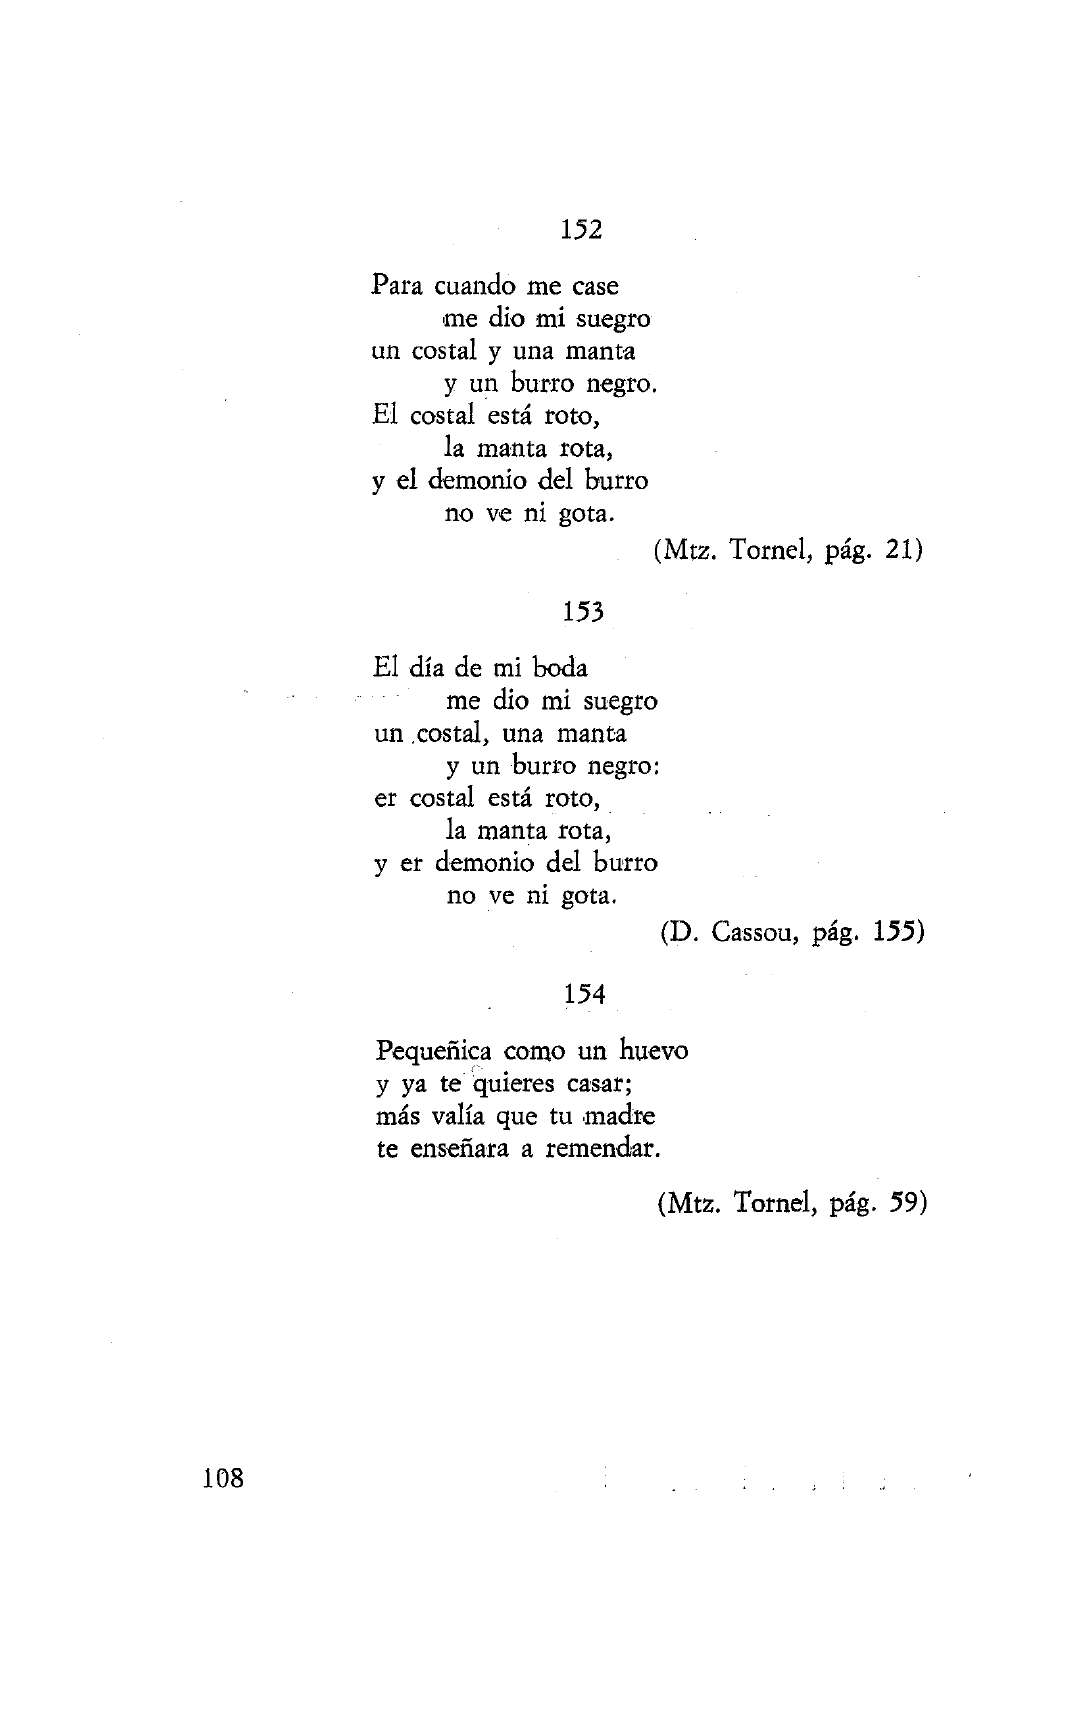 152
Para cuando me case
me dio mi suegro
un costal y una manta
y un burro negro.
El costal está roto,
la manta rota,
y el demonio del burro
no ve ni gota.
(Mtz. Tornel, pág. 21)
153
El día de mi boda
me dio mi suegro
un costal, una manta
y un burro negro:
er costal está roto,
la manta rota,
y er demonio del burro
no ve ni gota.
(D. Cassou, pág. 155)
154
Pequeñica como un huevo
y ya te quieres casar;
más valía que tu madre
te enseñara a remendar.
(Mtz. Tornel, pág. 59)
108